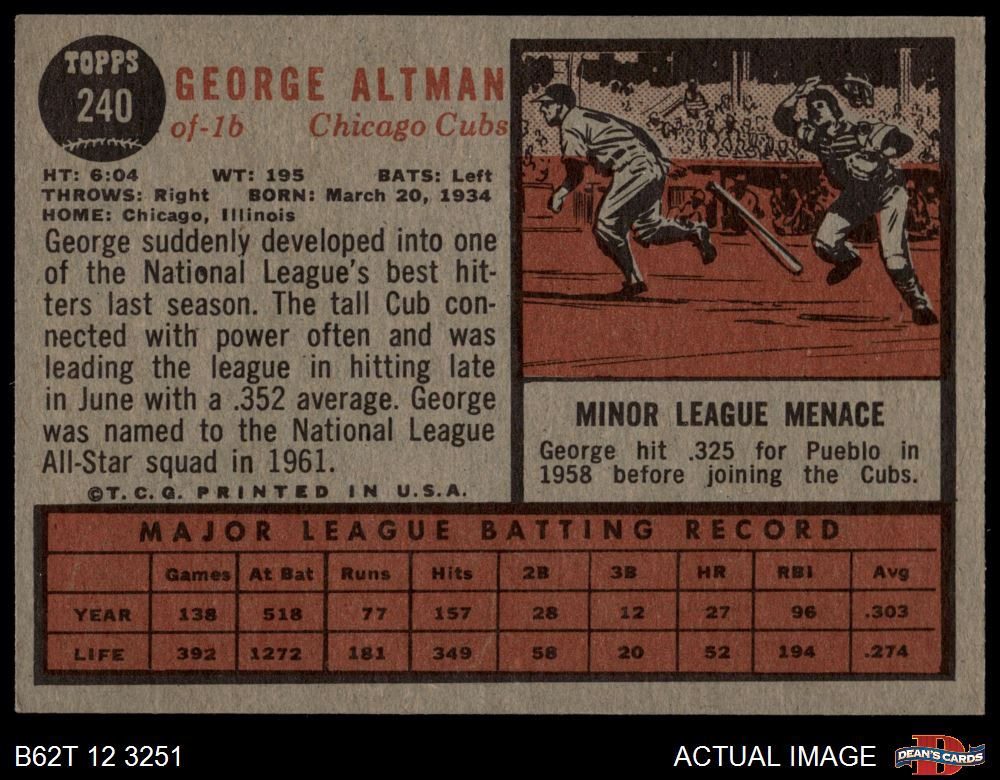 TOPPS
240
GEORGE ALTMAN
of-1b Chicago Cubs
HT: 6:04 WT: 195 BATS: Left
THROWS: Right BORN: March 20, 1934
HOME: Chicago, Illinois
George suddenly developed into one
of the National League's best hit-
ters last season. The tall Cub con-
nected with power often and was
leading the league in hitting late
in June with a .352 average. George
was named to the National League
All-Star squad in 1961.
©T.C.G. PRINTED IN U.S.A.
MINOR LEAGUE MENACE
George hit .325 for Pueblo in
1958 before joining the Cubs.
MAJOR LEAGUE BATTING RECORD
Games At Bat Runs Hits 2B 3B HR RBI Avg
YEAR 138 518 77 157 28 12 27 96 .303
LIFE 392 1272 181 349 58 20 52 194 .274
B62T 12 3251 ACTUAL IMAGE DEAN'S CARDS